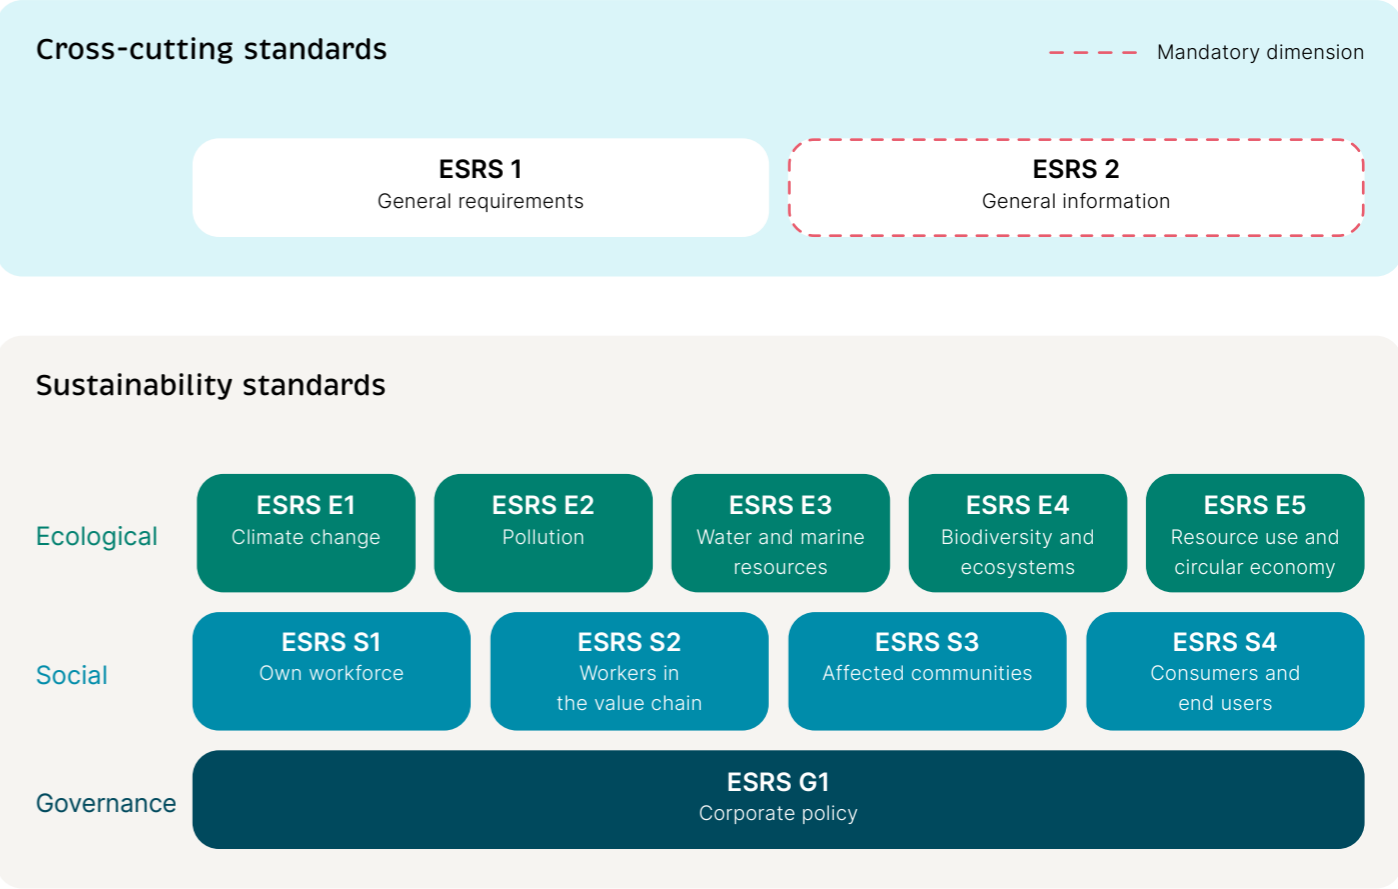 Cross-cutting standards
Mandatory dimension
ESRS 1
General requirements
ESRS 2
General information
Sustainability standards
Ecological
ESRS E1
Climate change
ESRS E2
Pollution
ESRS E3
Water and marine
resources
ESRS E4
Biodiversity and
ecosystems
ESRS E5
Resource use and
circular economy
Social
ESRS S1
Own workforce
ESRS S2
Workers in
the value chain
ESRS S3
Affected communities
ESRS S4
Consumers and
end users
Governance
ESRS G1
Corporate policy